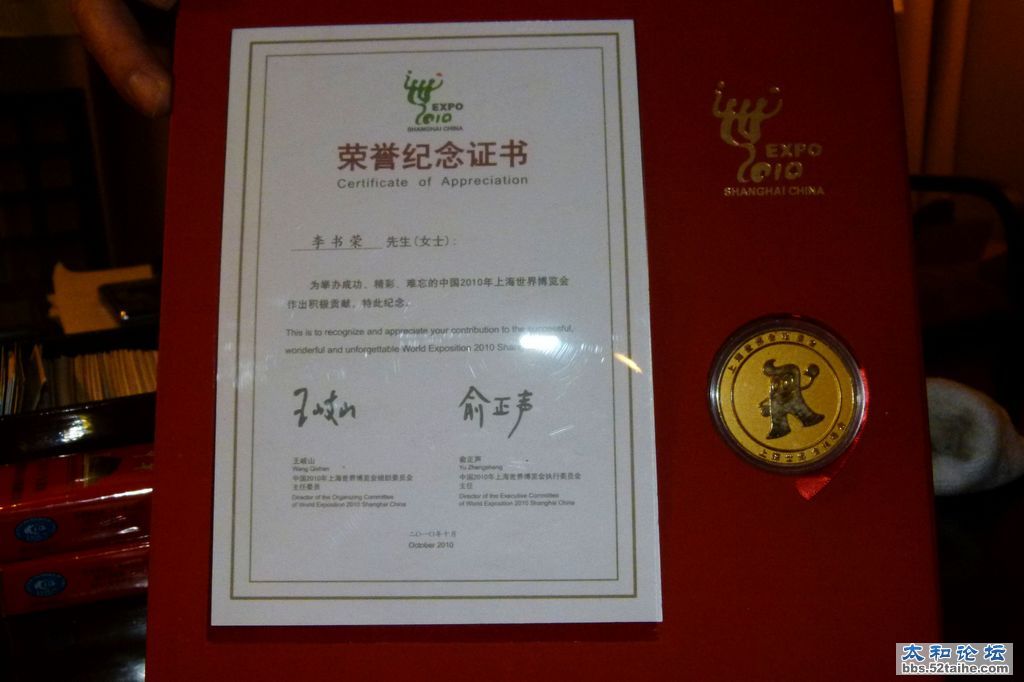 EXPO
2010
SHANGHAI CHINA
荣誉纪念证书
Certificate of Appreciation
李书荣 先生(女士):
为举办成功、精彩、难忘的中国2010年上海世界博览会
作出积极贡献，特此纪念。
This is to recognize and appreciate your contribution to the successful,
wonderful and unforgettable World Exposition 2010
王岐山
俞正声
王岐山
Wang Qishan
中国2010年上海世界博览会组织委员会
主任委员
Director of the Organizing Committee
of World Exposition 2010 Shanghai China
俞正声
Yu Zhengsheng
中国2010年上海世界博览会执行委员会
主任
Director of the Executive Committee
of World Exposition 2010 Shanghai China
二〇一〇年十月
October 2010
EXPO
2010
SHANGHAI CHINA
太和论坛
bbs.52taihe.com